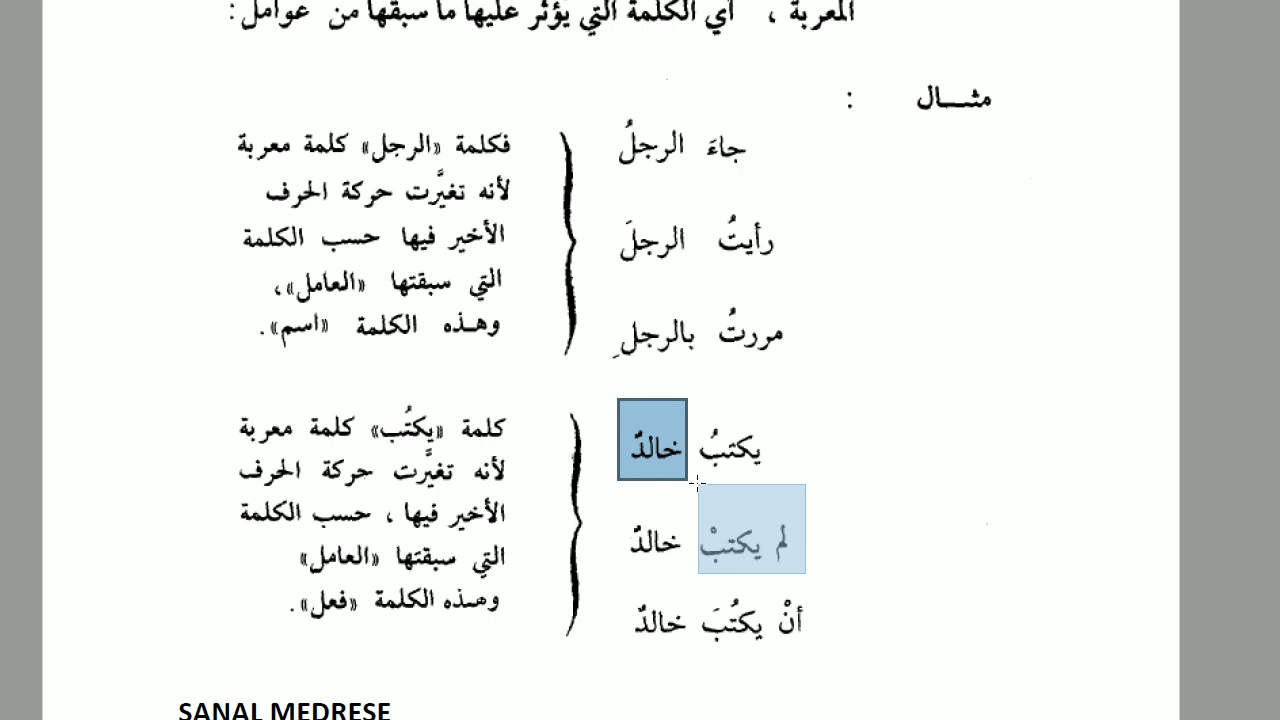 المعربة ، أي الكلمة التي يؤثر عليها ما سبقها من عوامل :
مثـــال :
جاءَ الرجلُ
فكلمة «الرجل» كلمة معربة
لأنه تغيَّرت حركة الحرف
رأيتُ الرجلَ
الأخير فيها حسب الكلمة
التي سبقتها «العامل»،
مررتُ بالرجلِ
وهـذه الكلمة «اسم».
يكتبُ خالدٌ
كلمة «يكتُب» كلمة معربة
لأنه تغيَّرت حركة الحرف
لم يكتبْ خالدٌ
الأخير فيها ، حسب الكلمة
التي سبقتها «العامل»
أنْ يكتُبَ خالدٌ
وهـذه الكلمة «فعل».
SANAL MEDRESE